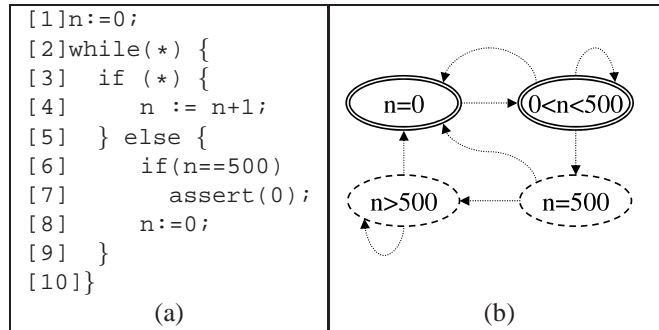 [1]n:=0;
[2]while(*) {
[3] if (*) {
[4] n := n+1;
[5] } else {
[6] if(n==500)
[7] assert(0);
[8] n:=0;
[9] }
[10]}
(a)
n=0
0<n<500
n>500
n=500
(b)